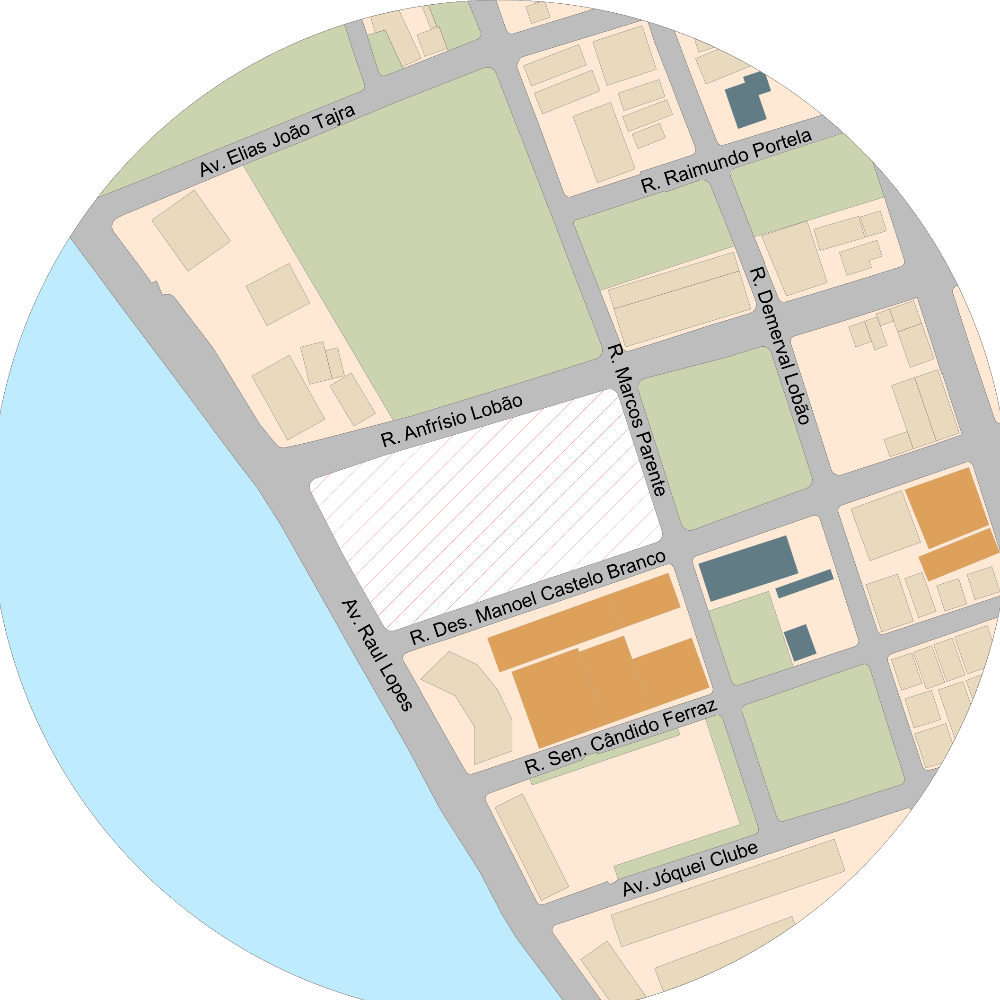 Av. Elias João Tajra
R. Raimundo Portela
R. Demerval Lobão
R. Marcos Parente
R. Anfrísio Lobão
R. Des. Manoel Castelo Branco
Av. Raul Lopes
R. Sen. Cândido Ferraz
Av. Jóquei Clube